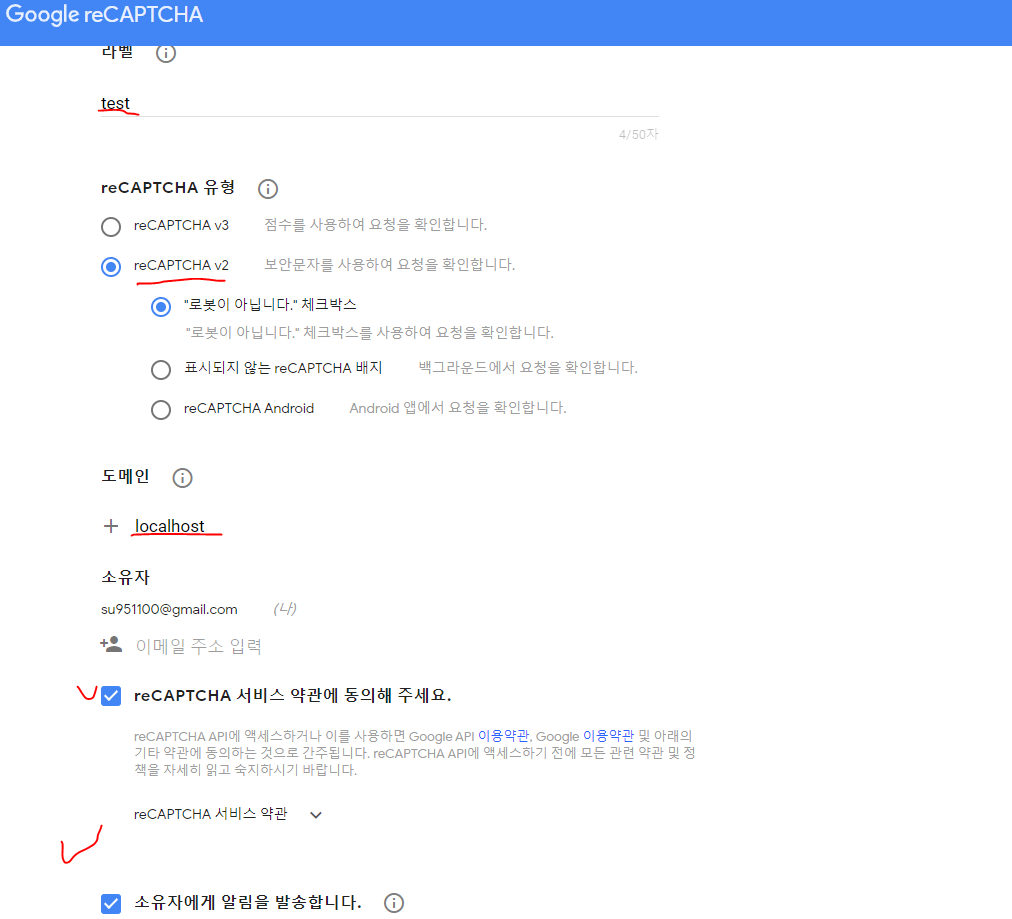 Google reCAPTCHA
라벨
test
4/50자
reCAPTCHA 유형
reCAPTCHA v3 점수를 사용하여 요청을 확인합니다.
reCAPTCHA v2 보안문자를 사용하여 요청을 확인합니다.
"로봇이 아닙니다." 체크박스
"로봇이 아닙니다." 체크박스를 사용하여 요청을 확인합니다.
표시되지 않는 reCAPTCHA 배지 백그라운드에서 요청을 확인합니다.
reCAPTCHA Android Android 앱에서 요청을 확인합니다.
도메인
localhost
소유자
su951100@gmail.com (나)
이메일 주소 입력
reCAPTCHA 서비스 약관에 동의해 주세요.
reCAPTCHA API에 액세스하거나 이를 사용하면 Google API 이용약관, Google 이용약관 및 아래의
기타 약관에 동의하는 것으로 간주됩니다. reCAPTCHA API에 액세스하기 전에 모든 관련 약관 및 정
책을 자세히 읽고 숙지하시기 바랍니다.
reCAPTCHA 서비스 약관
소유자에게 알림을 발송합니다.